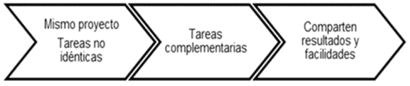 Mismo proyecto
Tareas no
idénticas
Tareas
complementarias
Comparten
resultados y
facilidades